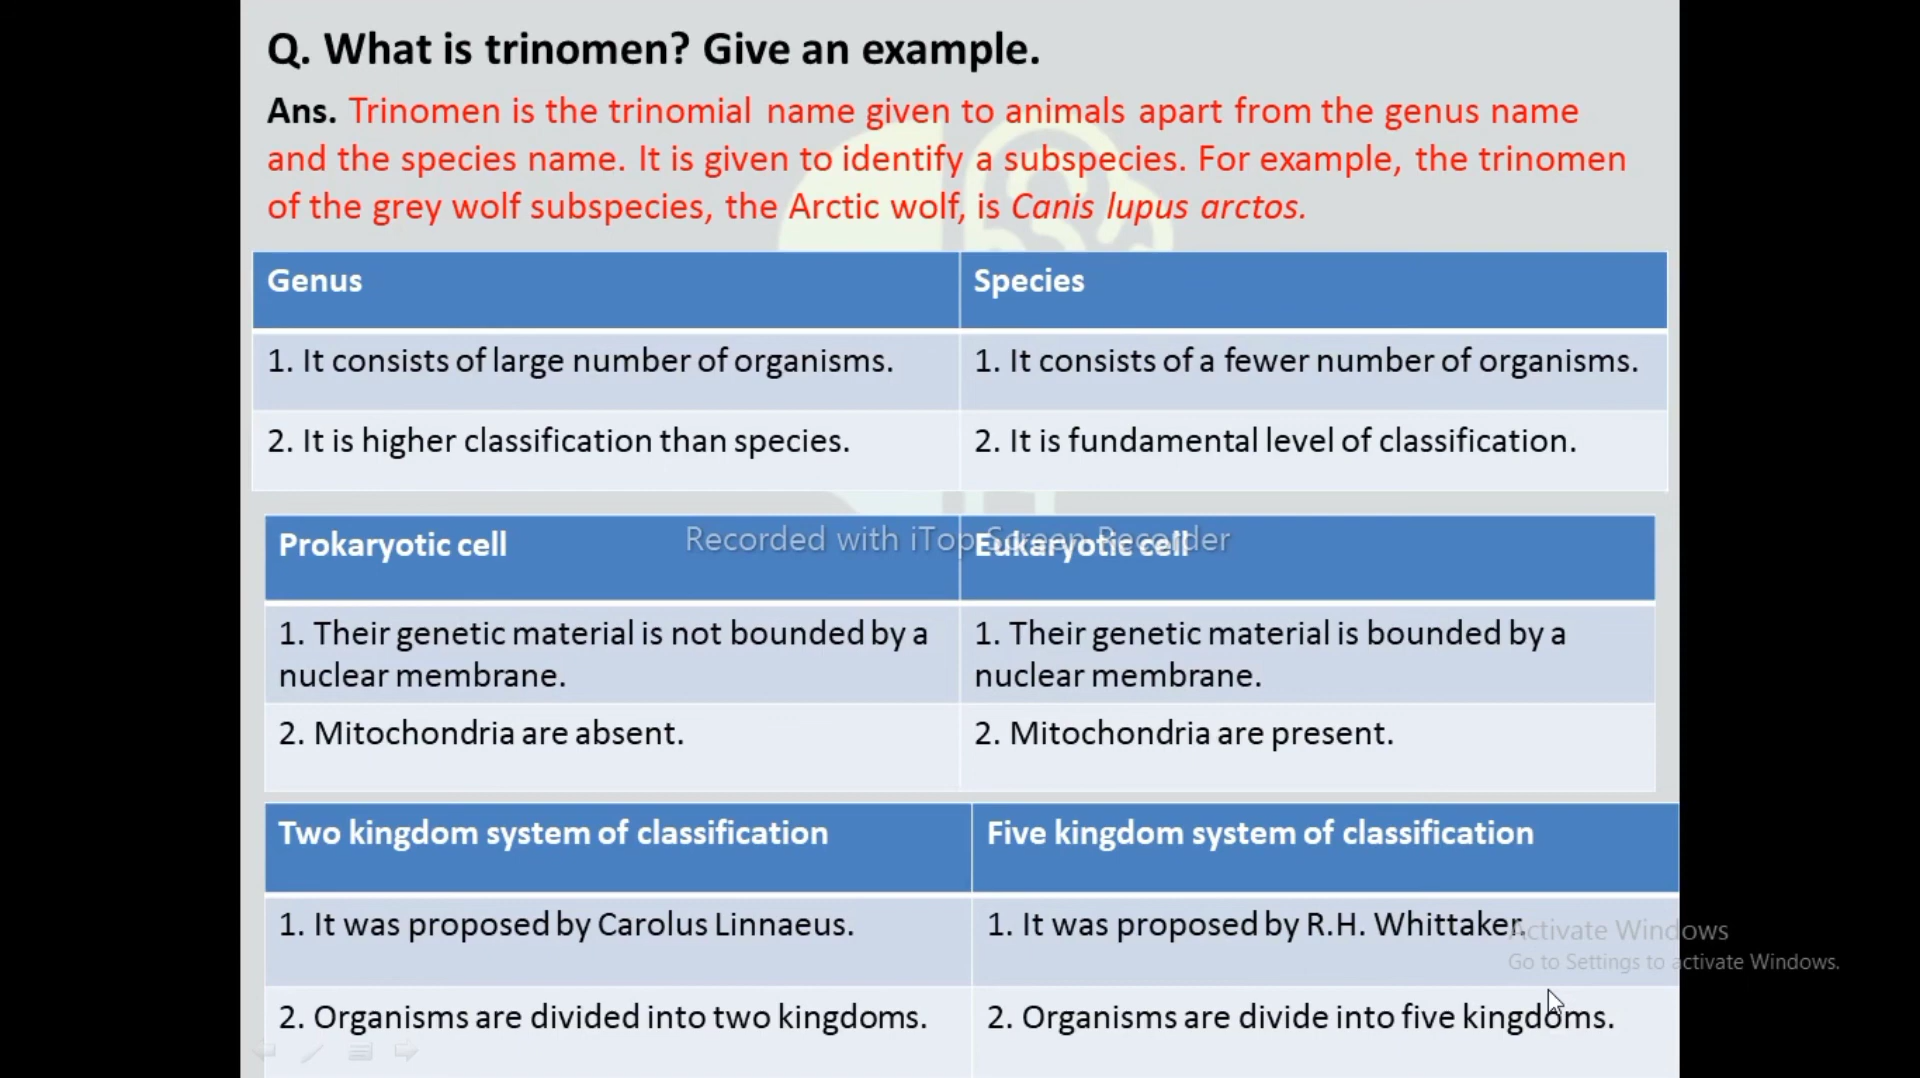 Q. What is trinomen? Give an example.
Ans. Trinomen is the trinomial name given to animals apart from the genus name
and the species name. It is given to identify a subspecies. For example, the trinomen
of the grey wolf subspecies, the Arctic wolf, is Canis lupus arctos.
Genus
Species
1. It consists of large number of organisms.
1. It consists of a fewer number of organisms.
2. It is higher classification than species.
2. It is fundamental level of classification.
Prokaryotic cell
Eukaryotic cell
Recorded with iTop Screen Recorder
1. Their genetic material is not bounded by a
nuclear membrane.
1. Their genetic material is bounded by a
nuclear membrane.
2. Mitochondria are absent.
2. Mitochondria are present.
Two kingdom system of classification
Five kingdom system of classification
1. It was proposed by Carolus Linnaeus.
1. It was proposed by R.H. Whittaker.
Activate Windows
Go to Settings to activate Windows.
2. Organisms are divided into two kingdoms.
2. Organisms are divide into five kingdoms.